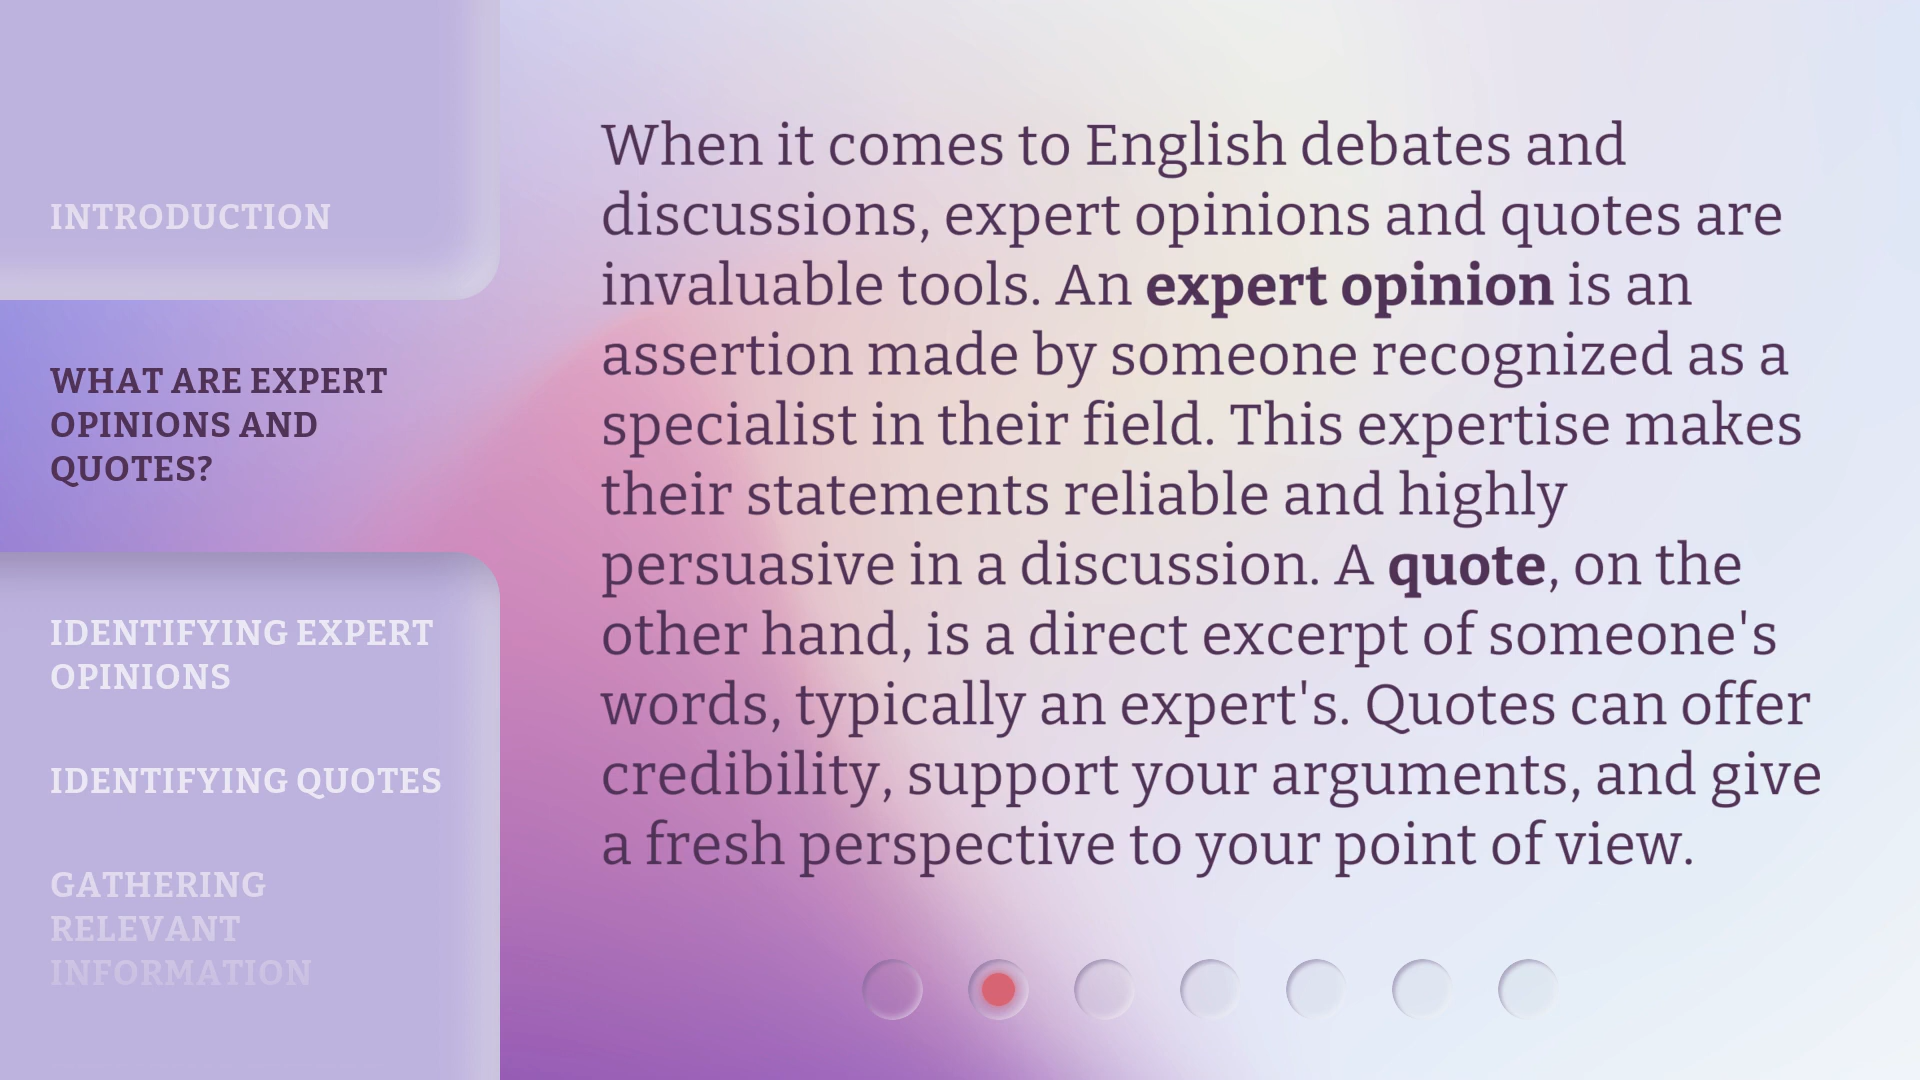 INTRODUCTION
WHAT ARE EXPERT
OPINIONS AND
QUOTES?
IDENTIFYING EXPERT
OPINIONS
IDENTIFYING QUOTES
GATHERING
RELEVANT
INFORMATION
When it comes to English debates and
discussions, expert opinions and quotes are
invaluable tools. An expert opinion is an
assertion made by someone recognized as a
specialist in their field. This expertise makes
their statements reliable and highly
persuasive in a discussion. A quote, on the
other hand, is a direct excerpt of someone's
words, typically an expert's. Quotes can offer
credibility, support your arguments, and give
a fresh perspective to your point of view.